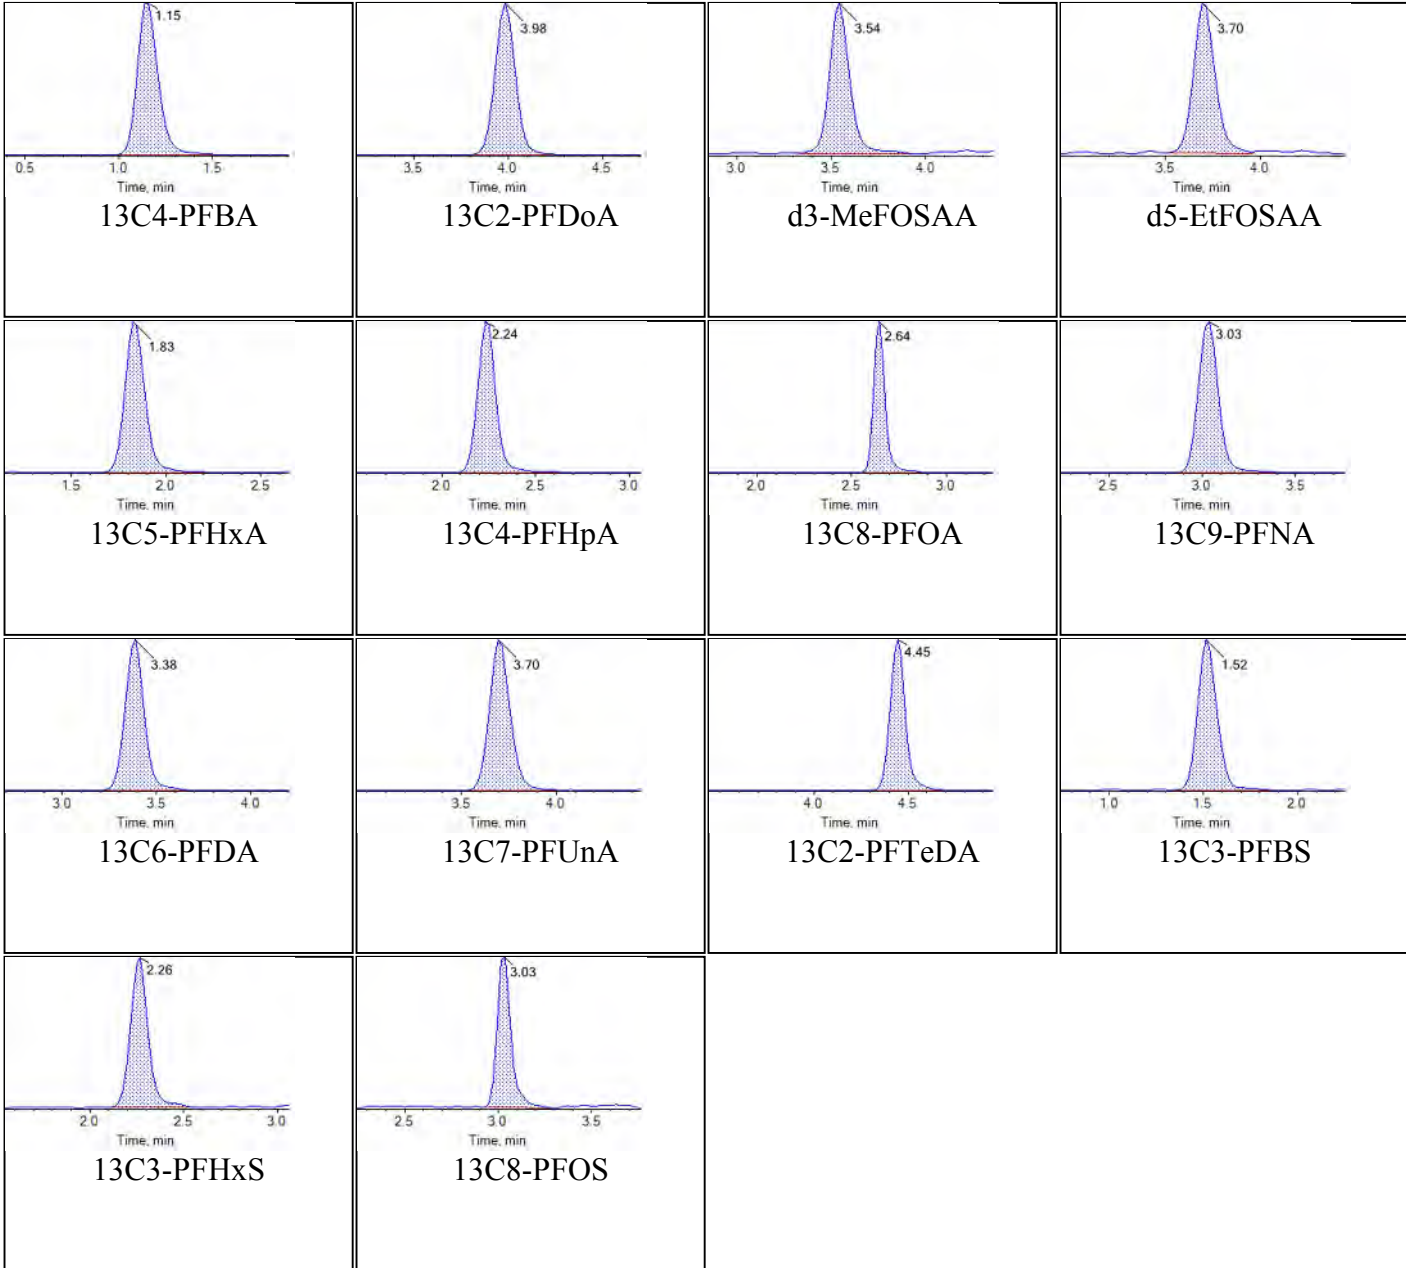 1.15
0.5 1.0 1.5
Time, min
13C4-PFBA
3.98
3.5 4.0 4.5
Time, min
13C2-PFDoA
3.54
3.0 3.5 4.0
Time, min
d3-MeFOSAA
3.70
3.5 4.0
Time, min
d5-EtFOSAA
1.83
1.5 2.0 2.5
Time, min
13C5-PFHxA
2.24
2.0 2.5 3.0
Time, min
13C4-PFHpA
2.64
2.0 2.5 3.0
Time, min
13C8-PFOA
3.03
2.5 3.0 3.5
Time, min
13C9-PFNA
3.38
3.0 3.5 4.0
Time, min
13C6-PFDA
3.70
3.5 4.0
Time, min
13C7-PFUnA
4.45
4.0 4.5
Time, min
13C2-PFTeDA
1.52
1.0 1.5 2.0
Time, min
13C3-PFBS
2.26
2.0 2.5 3.0
Time, min
13C3-PFHxS
3.03
2.5 3.0 3.5
Time, min
13C8-PFOS